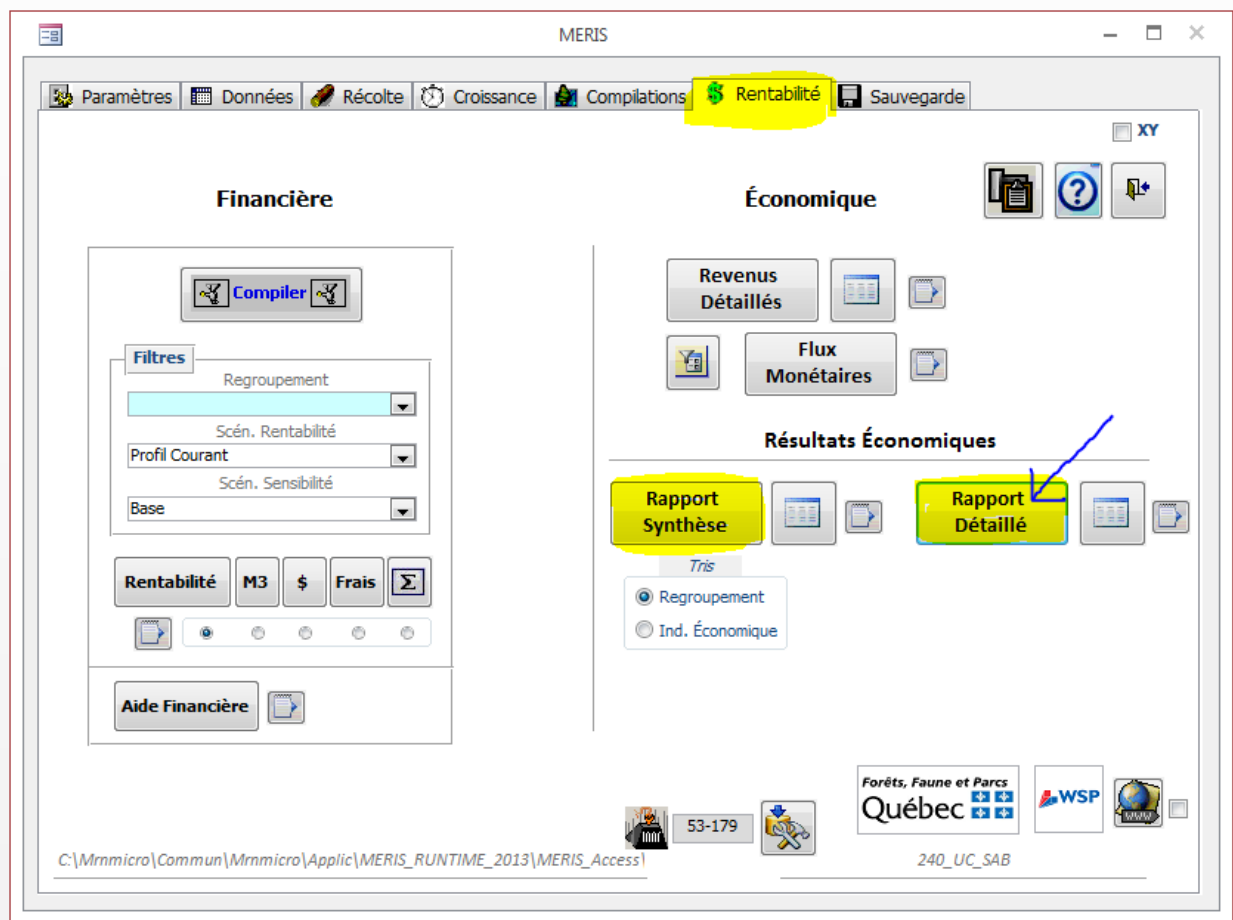 MERIS
Paramètres Données Récolte Croissance Compilations Rentabilité Sauvegarde
XY
Financière
Économique
Compiler
Revenus
Détaillés
Filtres
Regroupement
Flux
Monétaires
Scén. Rentabilité
Profil Courant
Résultats Économiques
Scén. Sensibilité
Base
Rapport
Synthèse
Rapport
Détaillé
Tris
Regroupement
Ind. Économique
Rentabilité M3 $ Frais Σ
Aide Financière
Forêts, Faune et Parcs
Québec
WSP
WWW
53-179
C:\Mrnmicro\Commun\Mrnmicro\Applic\MERIS_RUNTIME_2013\MERIS_Access\
240_UC_SAB